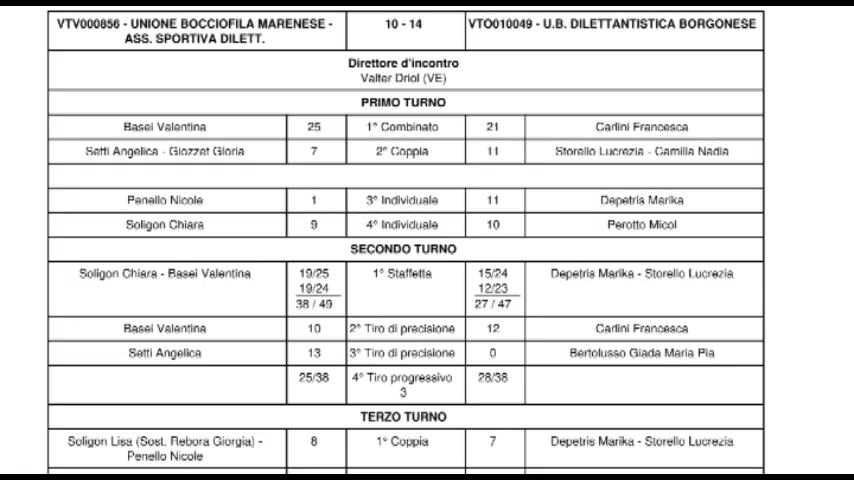 VTV000856 - UNIONE BOCCIOFILA MARENESE - 10 - 14 VTO010049 - U.B. DILETTANTISTICA BORGONESE
ASS. SPORTIVA DILETT.
Direttore d'incontro
Valter Driol (VE)
PRIMO TURNO
Basei Valentina 25 1° Combinato 21 Carlini Francesca
Setti Angelica - Giozzet Gloria 7 2° Coppia 11 Storello Lucrezia - Camilla Nadia
Penello Nicole 1 3° Individuale 11 Depetris Marika
Soligon Chiara 9 4° Individuale 10 Perotto Micol
SECONDO TURNO
Soligon Chiara - Basei Valentina 19/25 1° Staffetta 15/24 Depetris Marika - Storello Lucrezia
19/24 12/23
38 / 49 27 / 47
Basei Valentina 10 2° Tiro di precisione 12 Carlini Francesca
Setti Angelica 13 3° Tiro di precisione 0 Bertolusso Giada Maria Pia
25/38 4° Tiro progressivo 28/38
3
TERZO TURNO
Soligon Lisa (Sost. Rebora Giorgia) - 8 1° Coppia 7 Depetris Marika - Storello Lucrezia
Penello Nicole